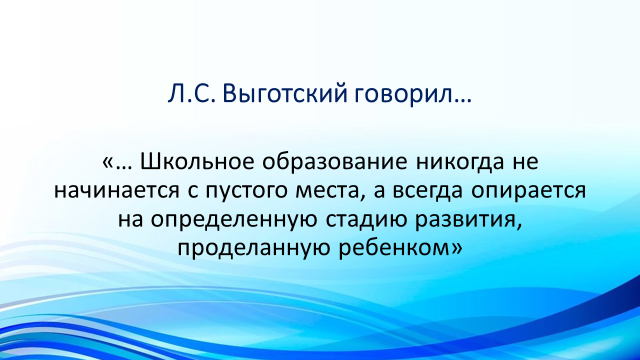 Л.С. Выготский говорил…
«… Школьное образование никогда не
начинается с пустого места, а всегда опирается
на определенную стадию развития,
проделанную ребенком»